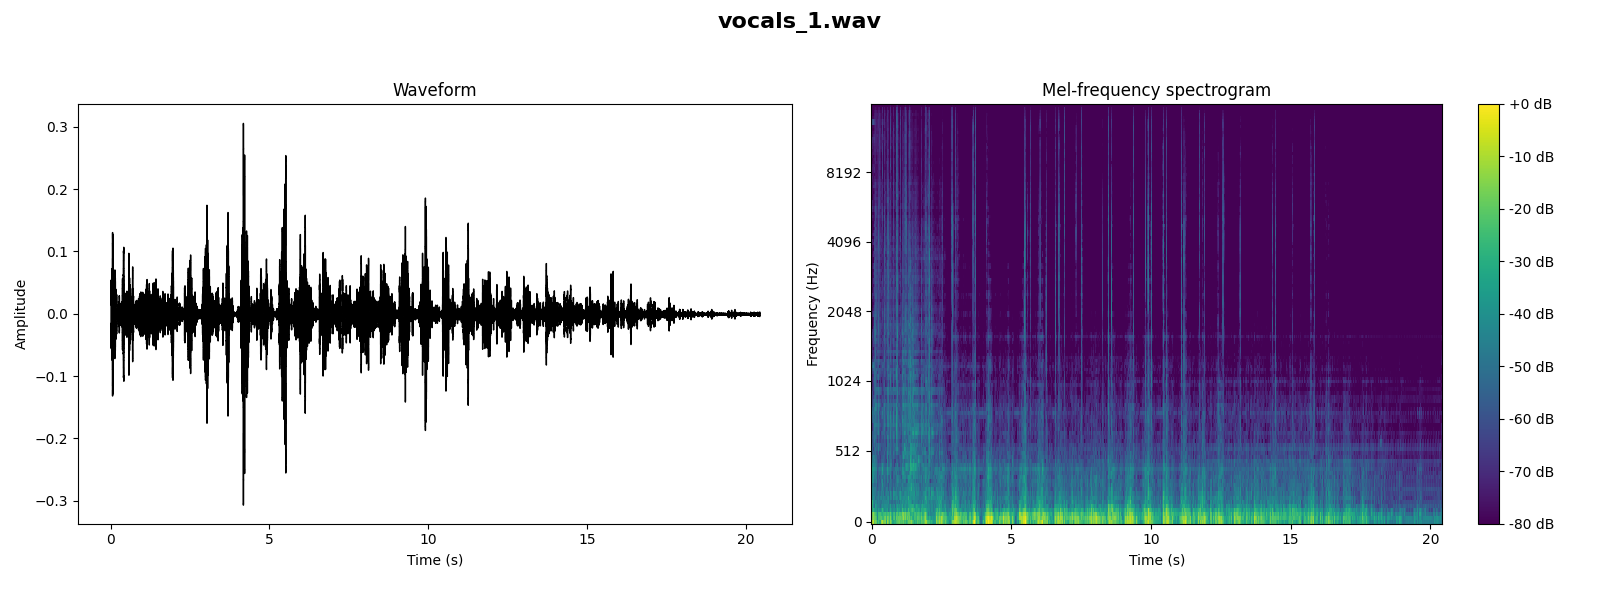 vocals_1.wav
Waveform
Mel-frequency spectrogram
Amplitude
0.3
0.2
0.1
0.0
−0.1
−0.2
−0.3
0
5
10
15
20
Time (s)
Frequency (Hz)
8192
4096
2048
1024
512
0
0
5
10
15
20
Time (s)
+0 dB
-10 dB
-20 dB
-30 dB
-40 dB
-50 dB
-60 dB
-70 dB
-80 dB